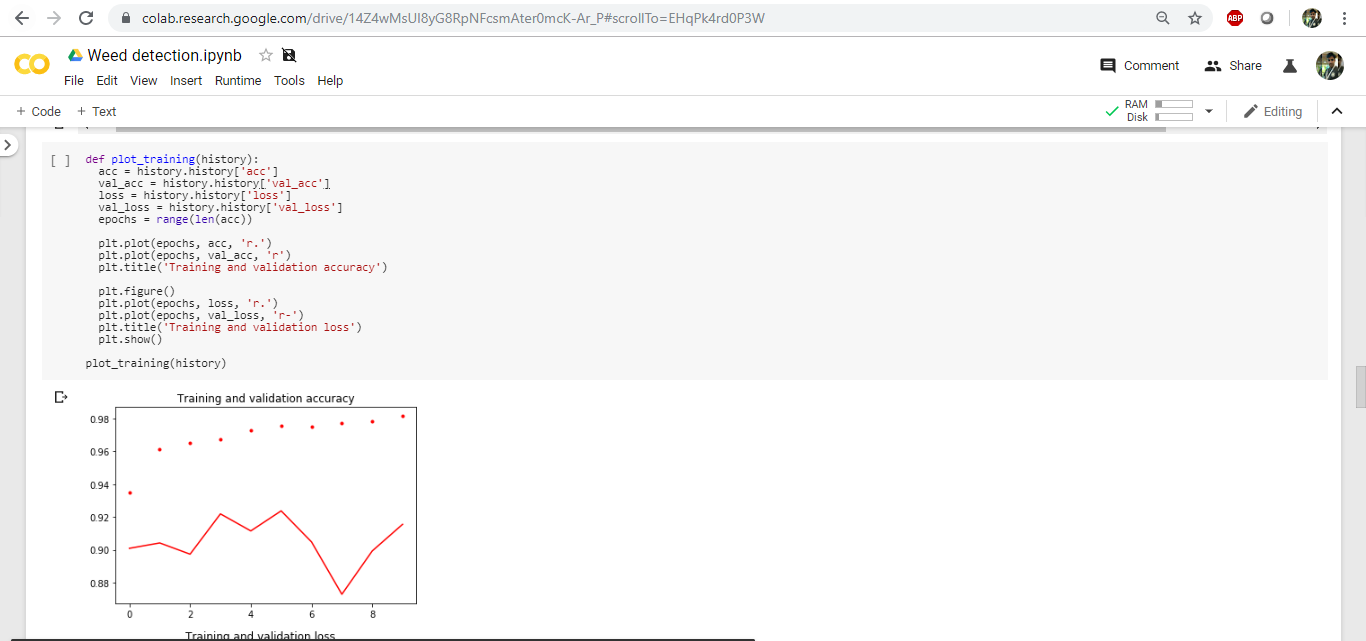 colab.research.google.com/drive/14Z4wMsUI8yG8RpNFcsmAter0mcK-Ar_P#scrollTo=EHqPk4rd0P3W
ABP
CO
Weed detection.ipynb
File Edit View Insert Runtime Tools Help
Comment
Share
+ Code + Text
RAM
Disk
Editing
[ ]
def plot_training(history):
acc = history.history['acc']
val_acc = history.history['val_acc']
loss = history.history['loss']
val_loss = history.history['val_loss']
epochs = range(len(acc))
plt.plot(epochs, acc, 'r.')
plt.plot(epochs, val_acc, 'r')
plt.title('Training and validation accuracy')
plt.figure()
plt.plot(epochs, loss, 'r.')
plt.plot(epochs, val_loss, 'r-')
plt.title('Training and validation loss')
plt.show()
plot_training(history)
Training and validation accuracy
0.98
0.96
0.94
0.92
0.90
0.88
0 2 4 6 8
Training and validation loss